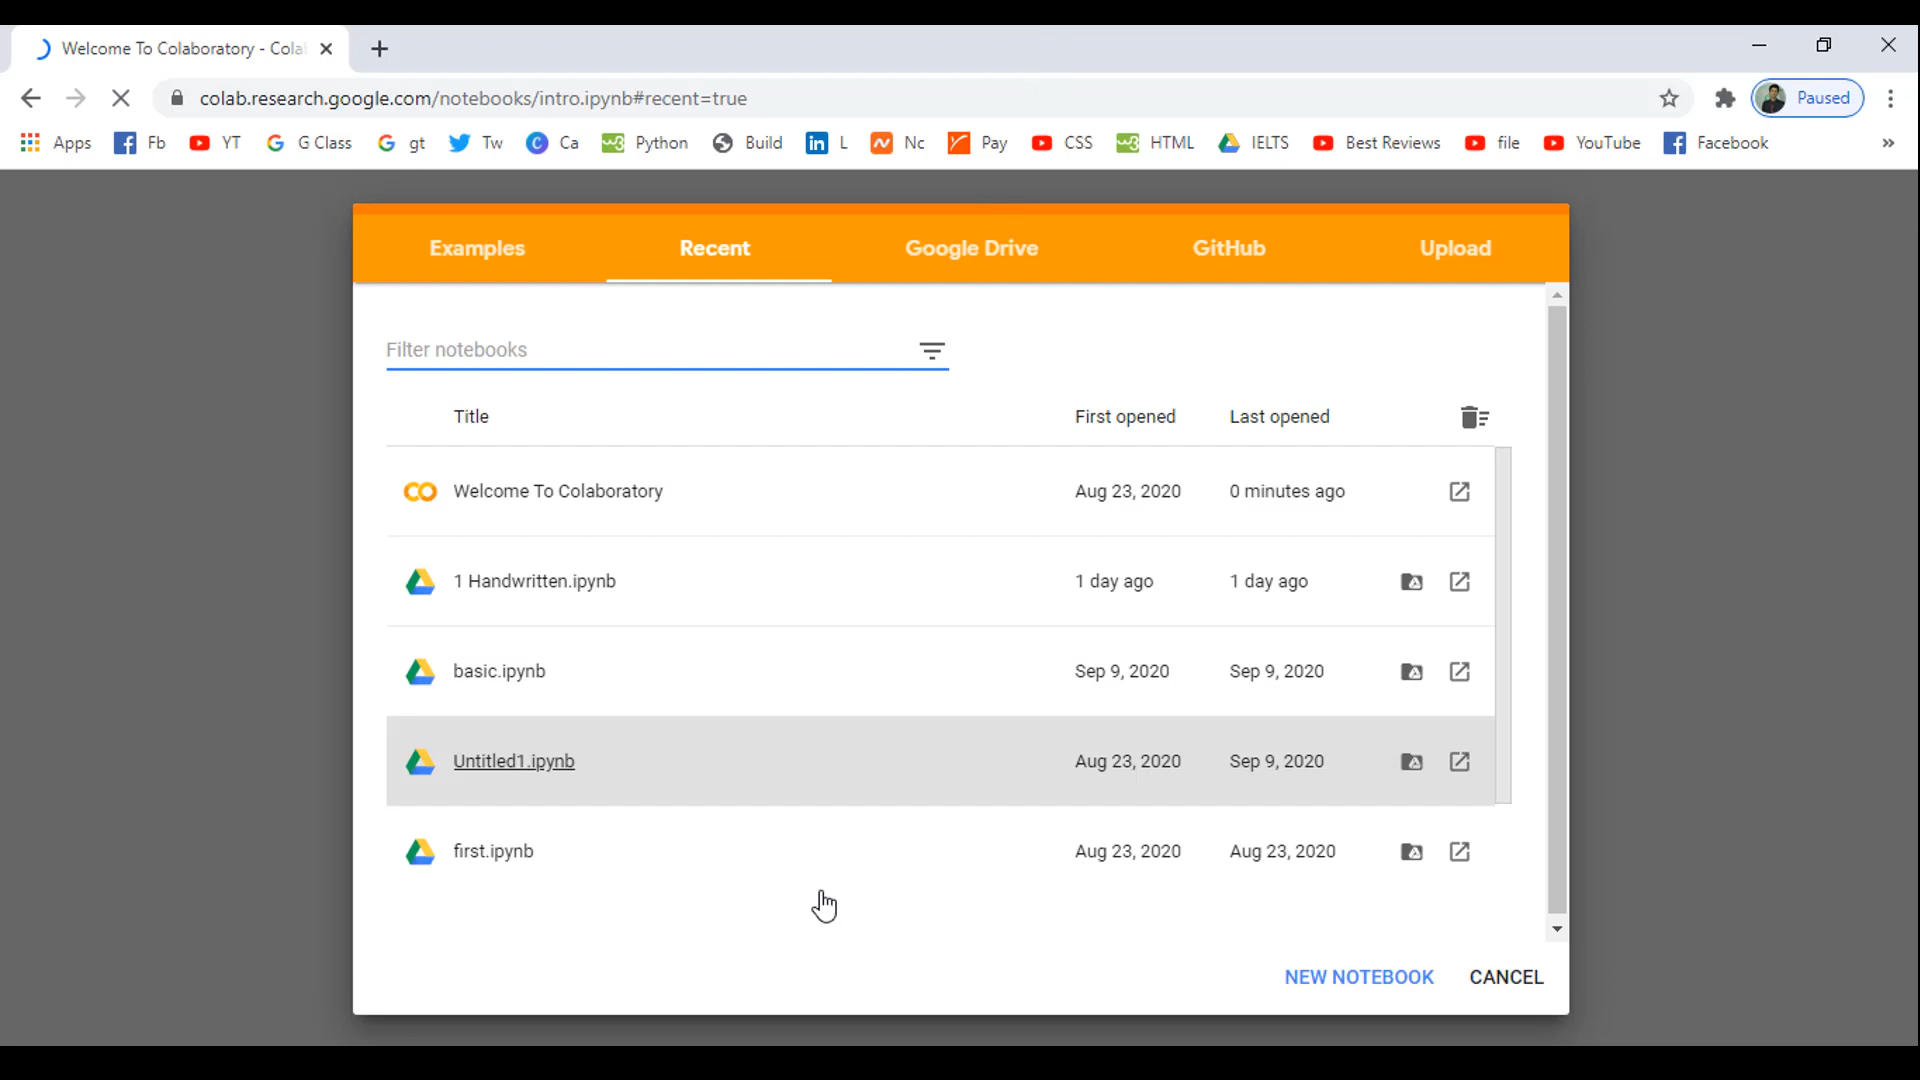 Welcome To Colaboratory - Cola
colab.research.google.com/notebooks/intro.ipynb#recent=true
Paused
Apps Fb YT G Class gt Tw Ca Python Build L Nc Pay CSS HTML IELTS Best Reviews file YouTube Facebook »
Examples Recent Google Drive GitHub Upload
Filter notebooks
Title First opened Last opened
Welcome To Colaboratory Aug 23, 2020 0 minutes ago
1 Handwritten.ipynb 1 day ago 1 day ago
basic.ipynb Sep 9, 2020 Sep 9, 2020
Untitled1.ipynb Aug 23, 2020 Sep 9, 2020
first.ipynb Aug 23, 2020 Aug 23, 2020
NEW NOTEBOOK CANCEL